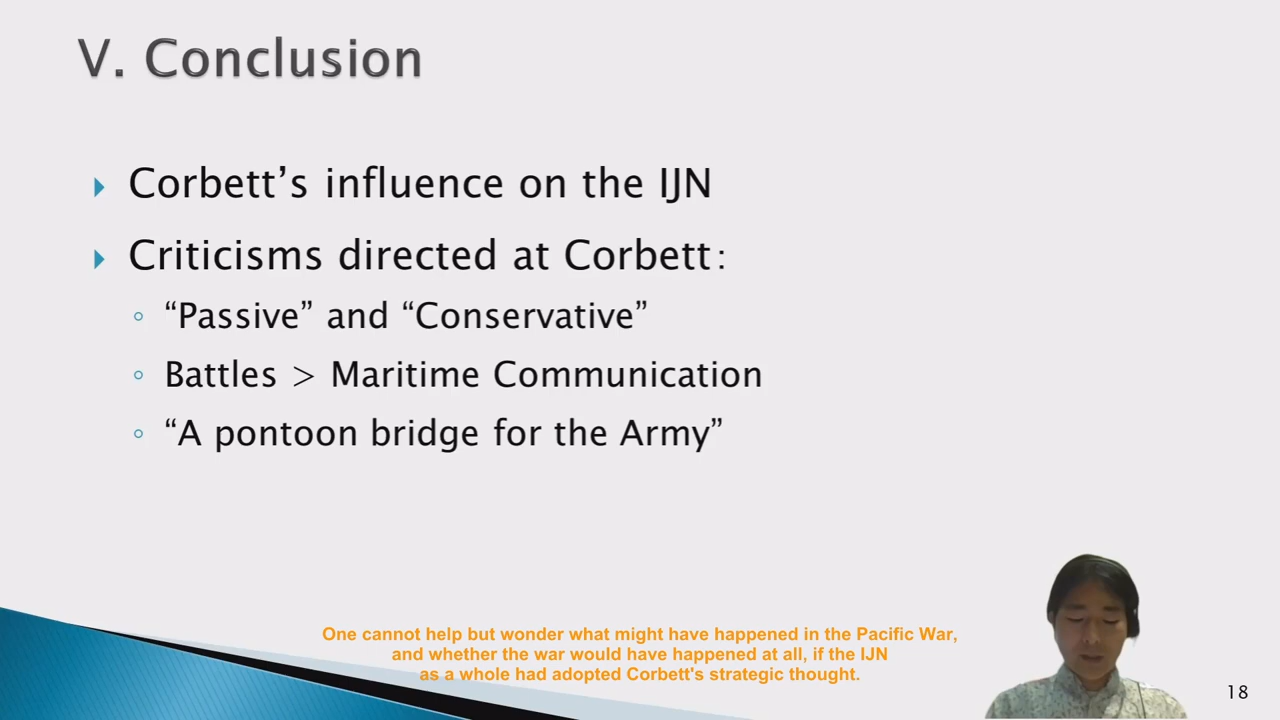 V. Conclusion
Corbett’s influence on the IJN
Criticisms directed at Corbett:
“Passive” and “Conservative”
Battles > Maritime Communication
“A pontoon bridge for the Army”
One cannot help but wonder what might have happened in the Pacific War,
and whether the war would have happened at all, if the IJN
as a whole had adopted Corbett's strategic thought.
18